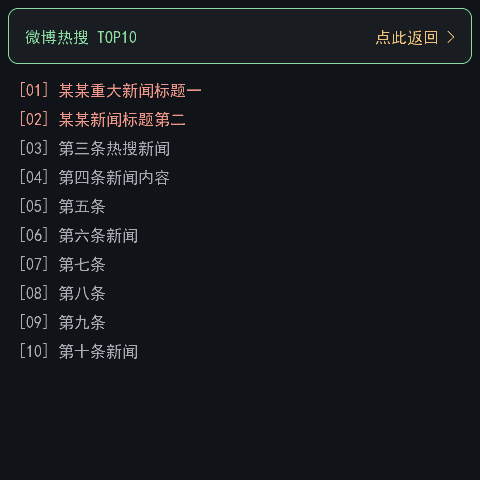 微博热搜 TOP10 点此返回 >
[01] 某某重大新闻标题一
[02] 某某新闻标题第二
[03] 第三条热搜新闻
[04] 第四条新闻内容
[05] 第五条
[06] 第六条新闻
[07] 第七条
[08] 第八条
[09] 第九条
[10] 第十条新闻